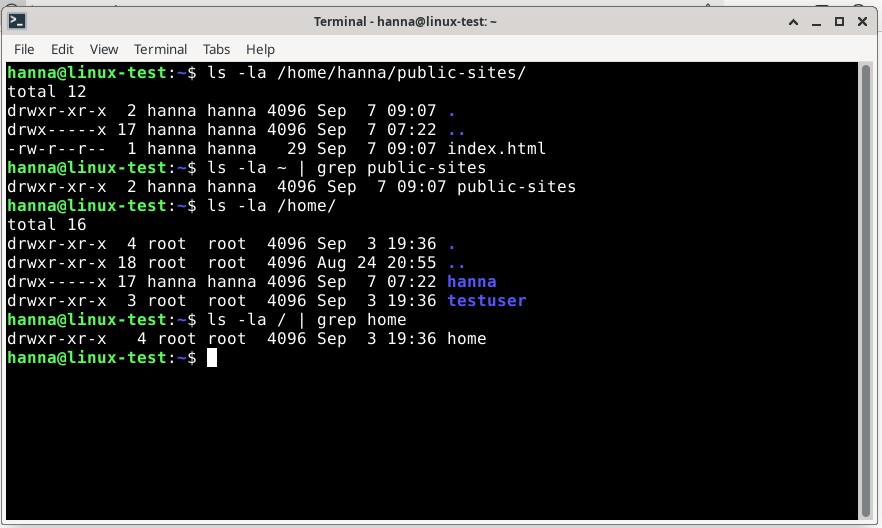 Terminal - hanna@linux-test: ~
File Edit View Terminal Tabs Help
hanna@linux-test:~$ ls -la /home/hanna/public-sites/
total 12
drwxr-xr-x  2 hanna hanna 4096 Sep  7 09:07 .
drwx-----x 17 hanna hanna 4096 Sep  7 07:22 ..
-rw-r--r--  1 hanna hanna   29 Sep  7 09:07 index.html
hanna@linux-test:~$ ls -la ~ | grep public-sites
drwxr-xr-x  2 hanna hanna  4096 Sep  7 09:07 public-sites
hanna@linux-test:~$ ls -la /home/
total 16
drwxr-xr-x  4 root  root  4096 Sep  3 19:36 .
drwxr-xr-x 18 root  root  4096 Aug 24 20:55 ..
drwx-----x 17 hanna hanna 4096 Sep  7 07:22 hanna
drwxr-xr-x  3 root  root  4096 Sep  3 19:36 testuser
hanna@linux-test:~$ ls -la / | grep home
drwxr-xr-x   4 root root  4096 Sep  3 19:36 home
hanna@linux-test:~$